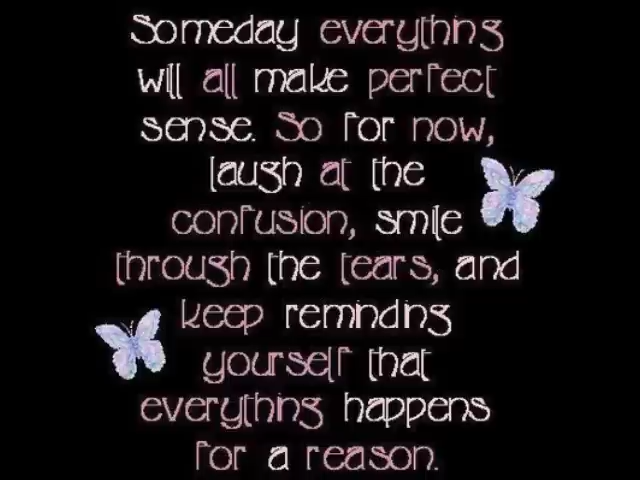 Someday everything
will all make perfect
sense. So for now,
laugh at the
confusion, smile
through the tears, and
keep reminding
yourself that
everything happens
for a reason.